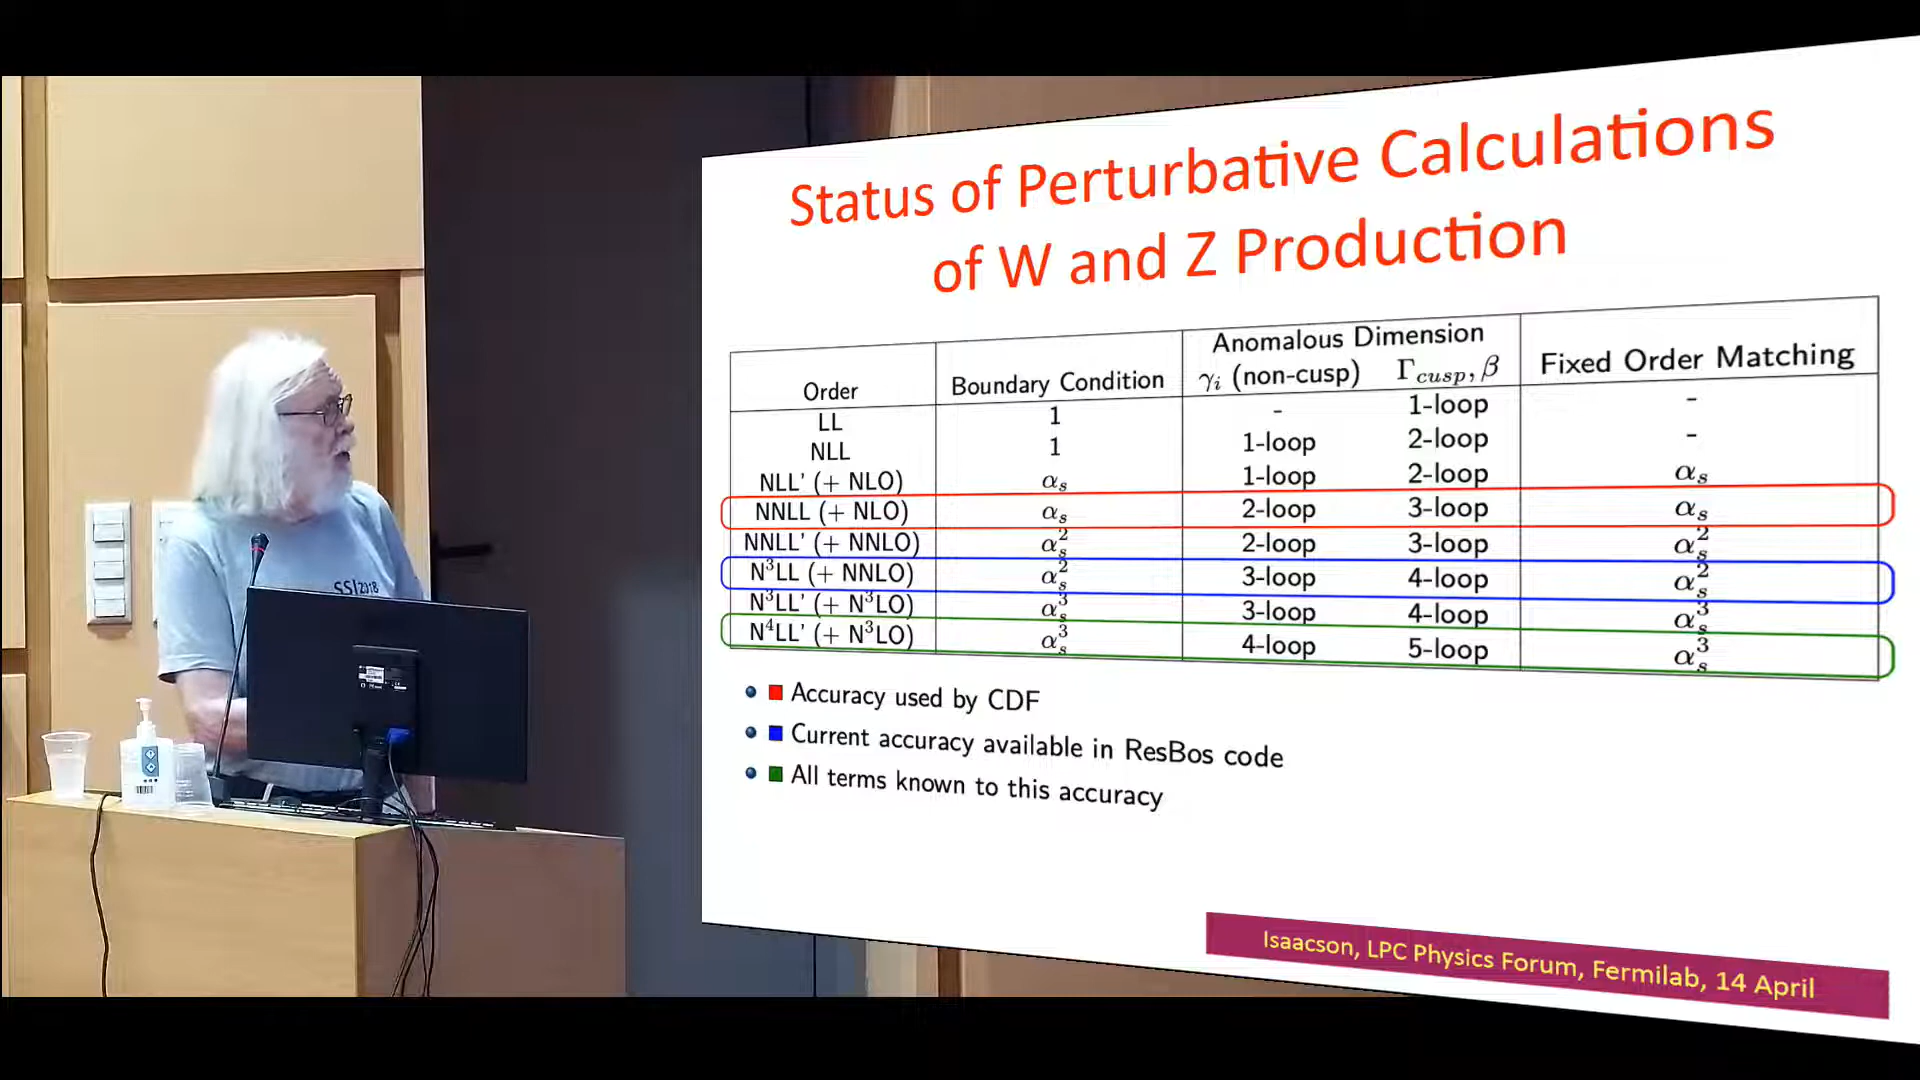 Status of Perturbative Calculations
of W and Z Production
Order Boundary Condition Anomalous Dimension Fixed Order Matching
γᵢ (non-cusp) Γ_cusp, β
LL 1 - 1-loop -
NLL 1 1-loop 2-loop -
NLL' (+ NLO) αₛ 1-loop 2-loop αₛ
NNLL (+ NLO) αₛ 2-loop 3-loop αₛ
NNLL' (+ NNLO) αₛ² 2-loop 3-loop αₛ²
N³LL (+ NNLO) αₛ² 3-loop 4-loop αₛ²
N³LL' (+ N³LO) αₛ³ 3-loop 4-loop αₛ³
N⁴LL' (+ N³LO) αₛ³ 4-loop 5-loop αₛ³
Accuracy used by CDF
Current accuracy available in ResBos code
All terms known to this accuracy
Isaacson, LPC Physics Forum, Fermilab, 14 April
SSI2018